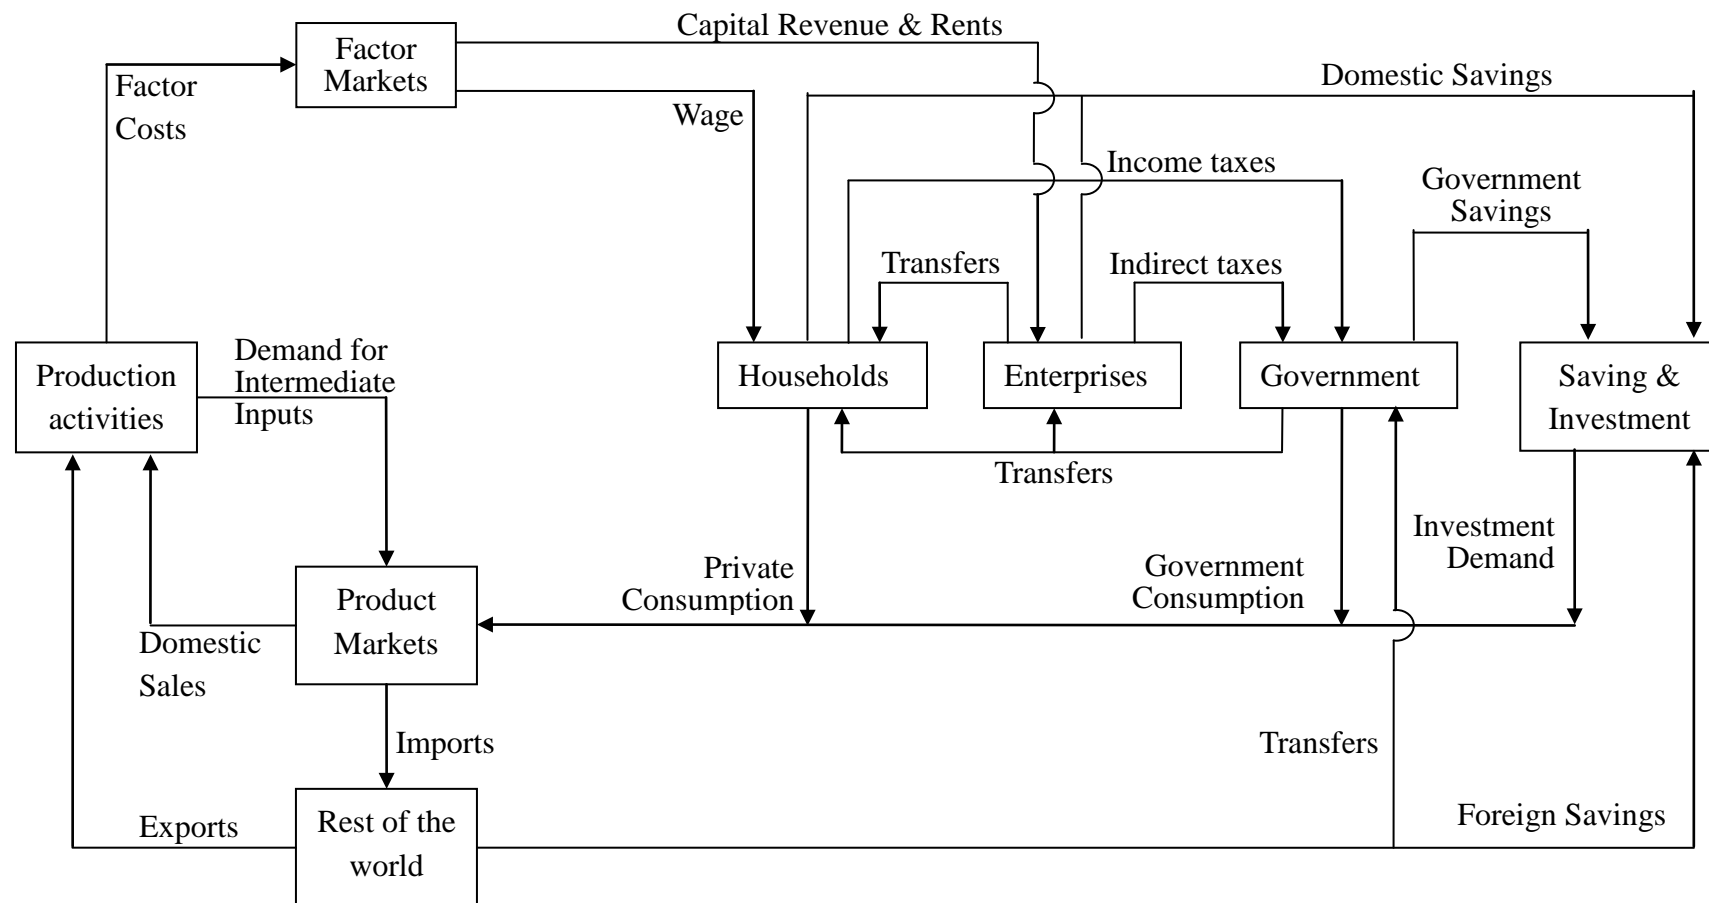 Capital Revenue & Rents
Factor
Markets
Factor
Costs
Wage
Domestic Savings
Income taxes
Government
Savings
Transfers
Indirect taxes
Production
activities
Demand for
Intermediate
Inputs
Households
Enterprises
Government
Saving &
Investment
Transfers
Private
Consumption
Government
Consumption
Investment
Demand
Product
Markets
Domestic
Sales
Imports
Transfers
Exports
Rest of the
world
Foreign Savings